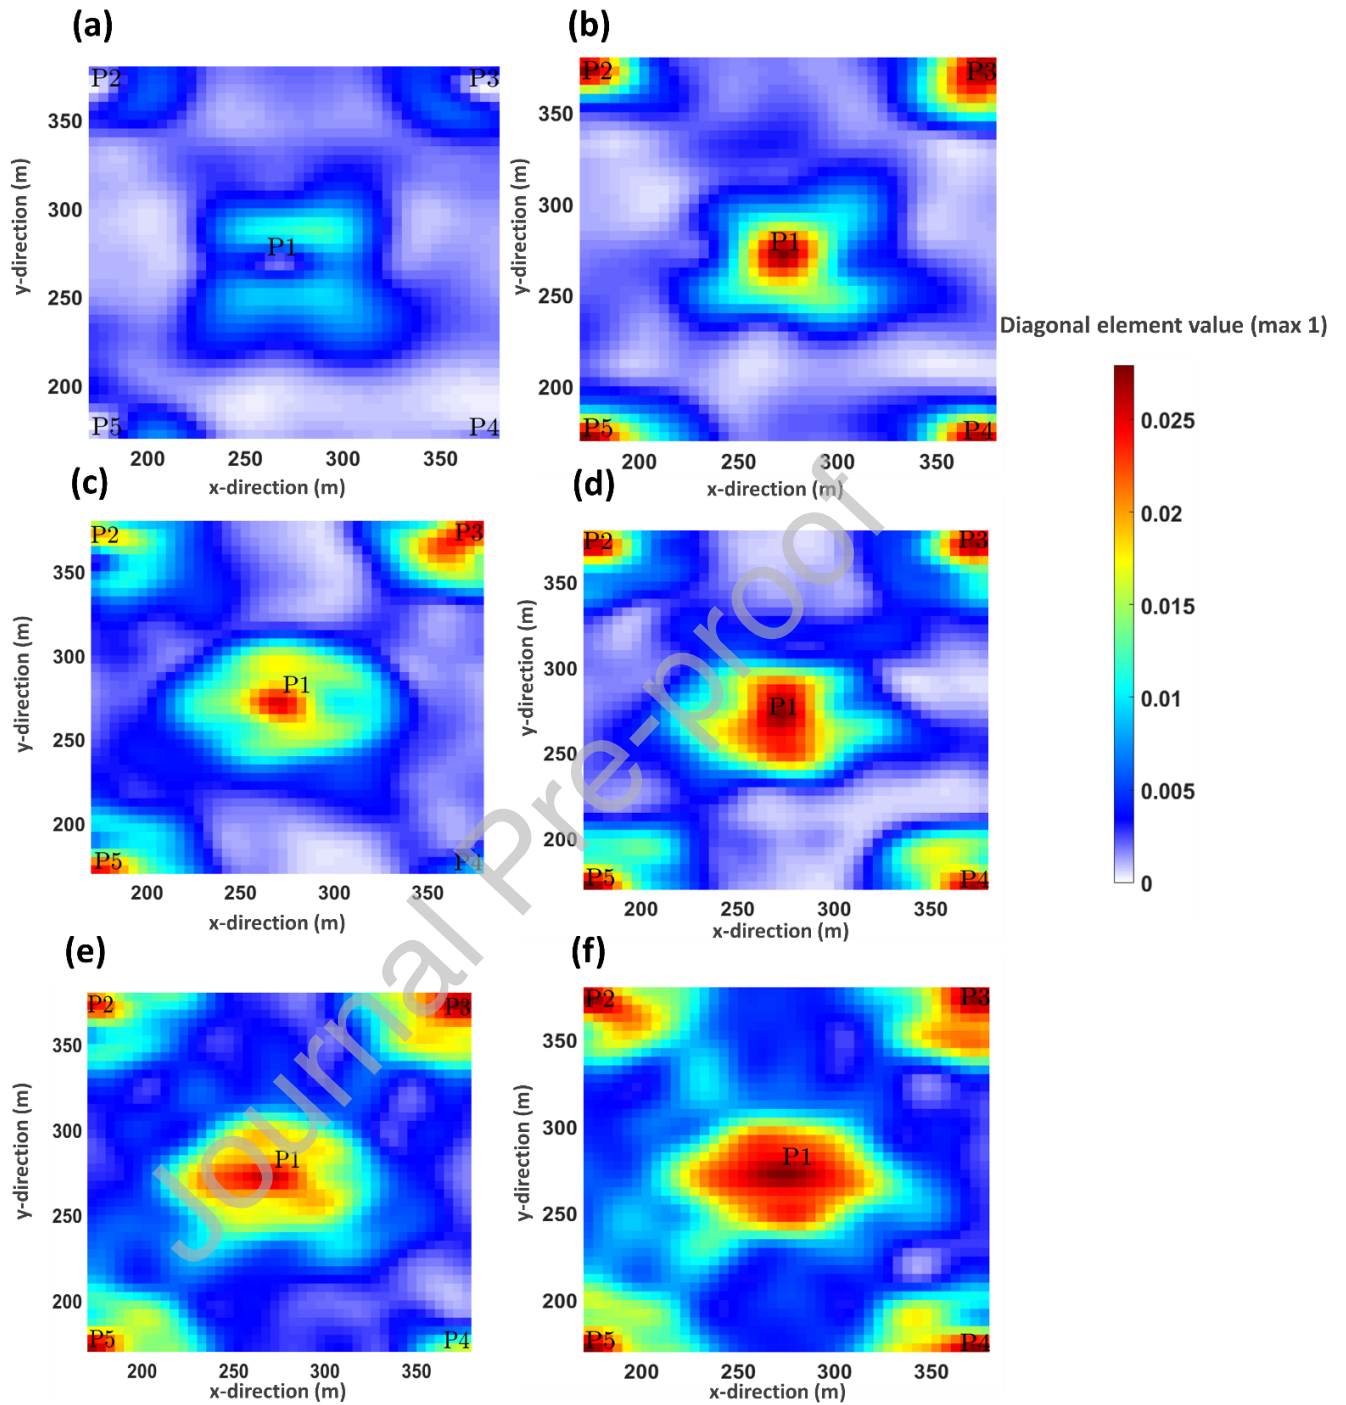 (a)
P2
P3
P1
P5
P4
350
300
250
200
200
250
300
350
y-direction (m)
x-direction (m)
(b)
P2
P3
P1
P5
P4
350
300
250
200
200
250
300
350
y-direction (m)
x-direction (m)
Diagonal element value (max 1)
0.025
0.02
0.015
0.01
0.005
0
(c)
P2
P3
P1
P5
P4
350
300
250
200
200
250
300
350
y-direction (m)
x-direction (m)
(d)
P2
P3
P1
P5
P4
350
300
250
200
200
250
300
350
y-direction (m)
x-direction (m)
(e)
P2
P3
P1
P5
P4
350
300
250
200
200
250
300
350
y-direction (m)
x-direction (m)
(f)
P2
P3
P1
P5
P4
350
300
250
200
200
250
300
350
y-direction (m)
x-direction (m)
Journal Pre-proof